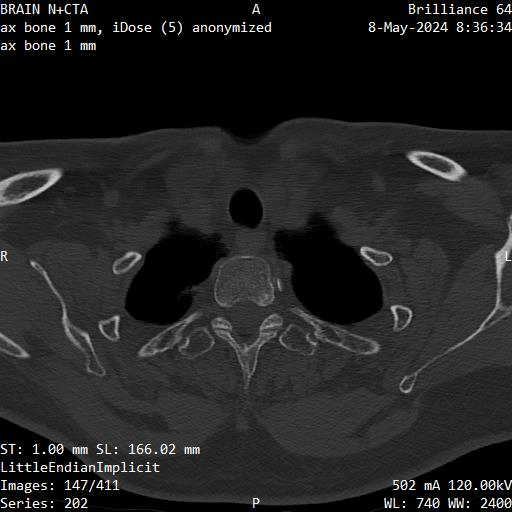 BRAIN N+CTA
A
Brilliance 64
ax bone 1 mm, iDose (5) anonymized
8-May-2024 8:36:34
ax bone 1 mm
R
L
ST: 1.00 mm SL: 166.02 mm
LittleEndianImplicit
Images: 147/411
502 mA 120.00kV
Series: 202
P
WL: 740 WW: 2400